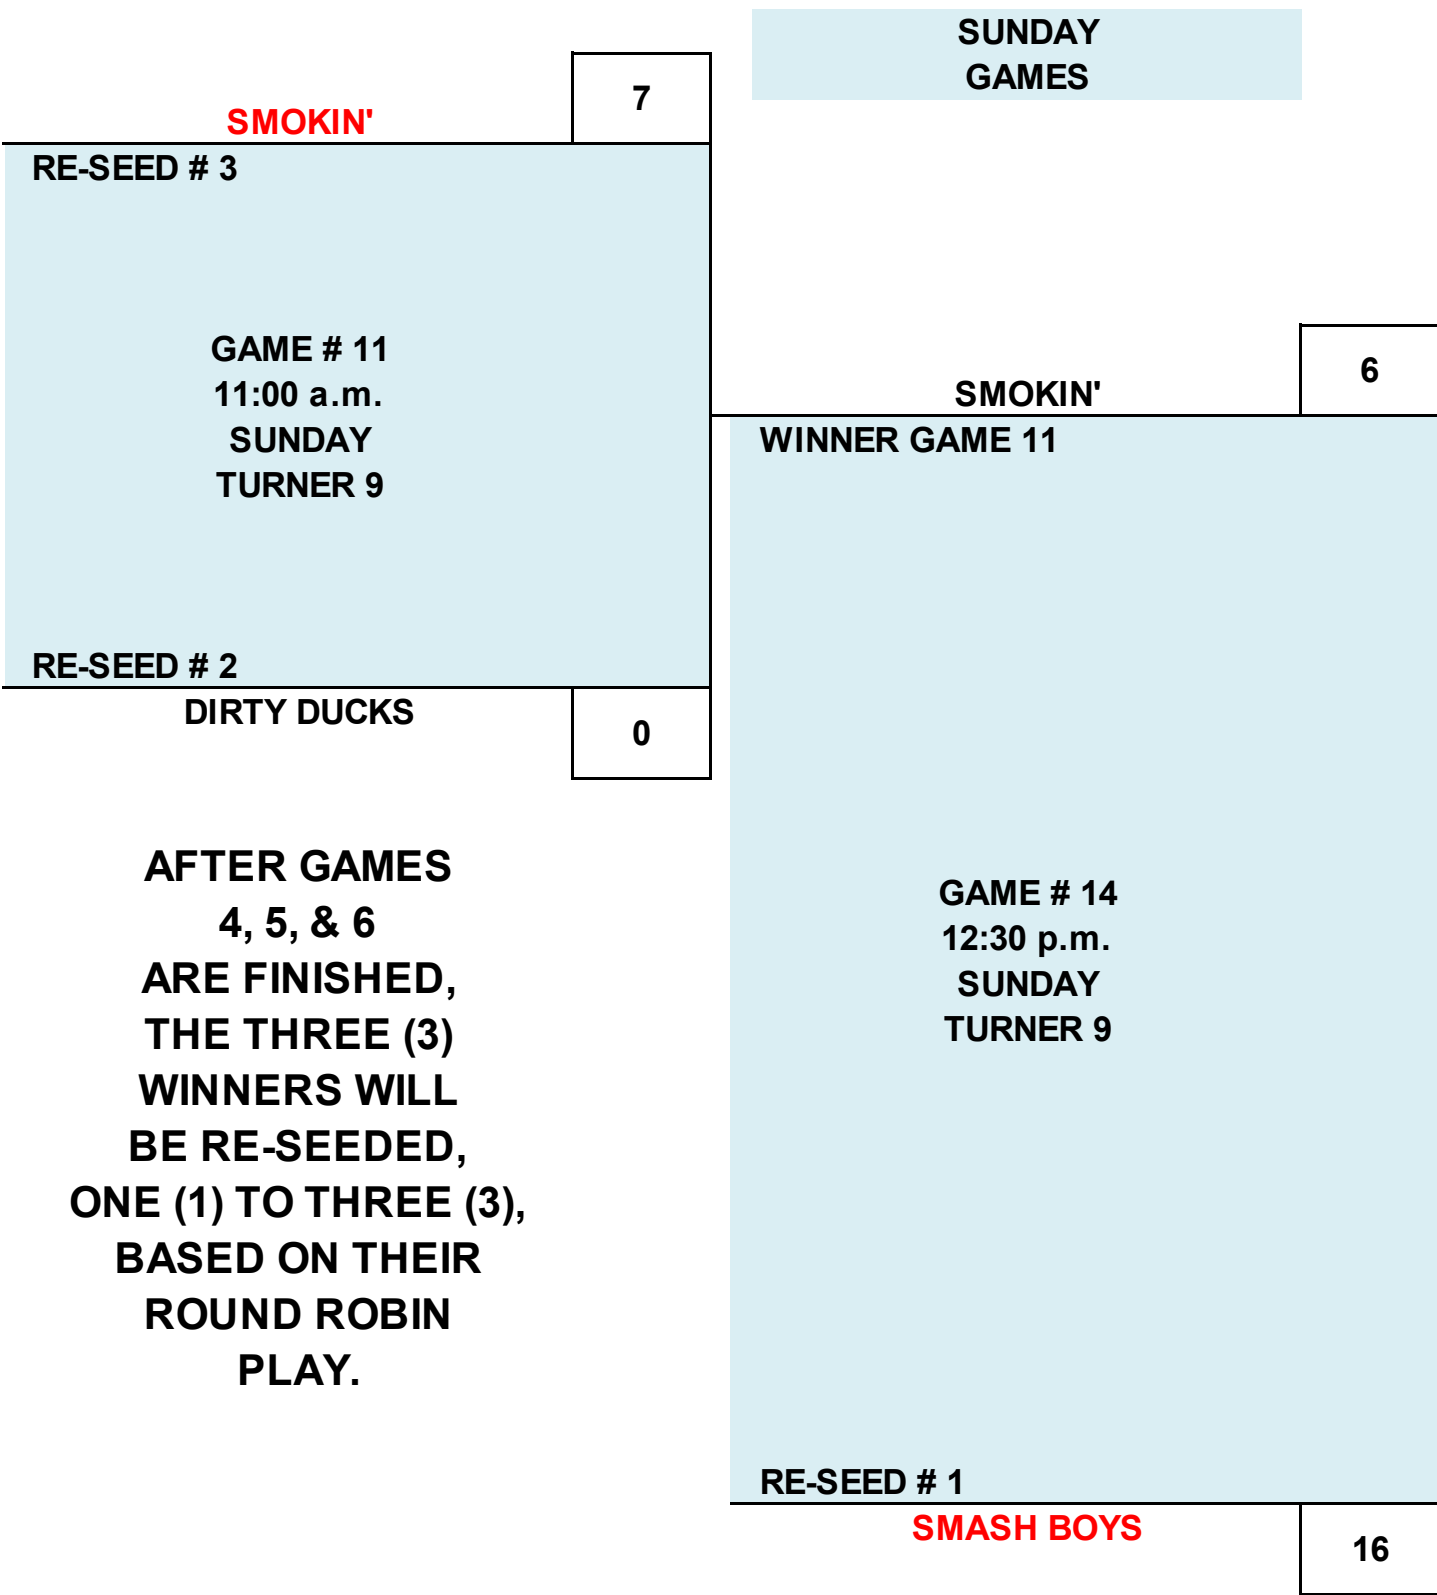 SUNDAY
GAMES
7
SMOKIN'
RE-SEED # 3
GAME # 11
11:00 a.m.
SUNDAY
TURNER 9
RE-SEED # 2
DIRTY DUCKS
0
6
SMOKIN'
WINNER GAME 11
GAME # 14
12:30 p.m.
SUNDAY
TURNER 9
RE-SEED # 1
SMASH BOYS
16
AFTER GAMES
4, 5, & 6
ARE FINISHED,
THE THREE (3)
WINNERS WILL
BE RE-SEEDED,
ONE (1) TO THREE (3),
BASED ON THEIR
ROUND ROBIN
PLAY.